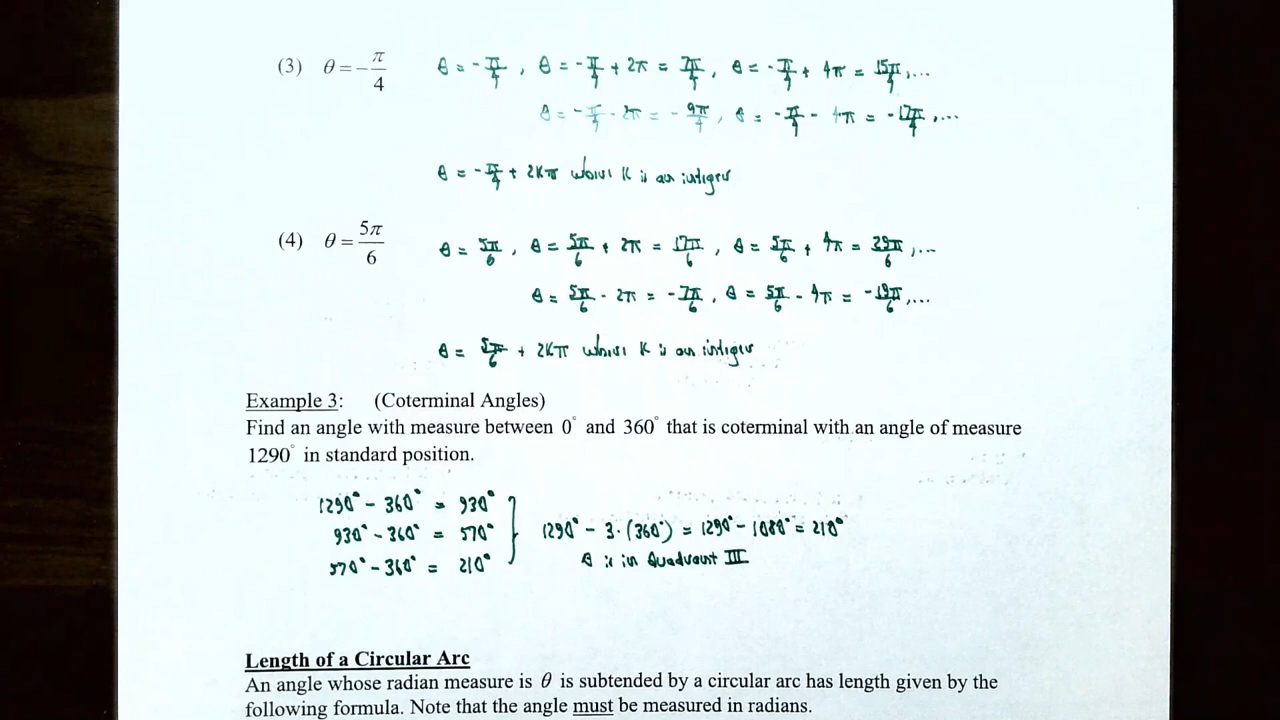 (3) θ = -π/4 θ = -π/4 , θ = -π/4 + 2π = 7π/4 , θ = -π/4 + 4π = 15π/4 ,...
θ = -π/4 - 2π = -9π/4 , θ = -π/4 - 4π = -17π/4 ,...
θ = -π/4 + 2Kπ where K is an integer
(4) θ = 5π/6 θ = 5π/6 , θ = 5π/6 + 2π = 17π/6 , θ = 5π/6 + 4π = 29π/6 ,...
θ = 5π/6 - 2π = -7π/6 , θ = 5π/6 - 4π = -19π/6 ,...
θ = 5π/6 + 2Kπ where K is an integer
Example 3: (Coterminal Angles)
Find an angle with measure between 0° and 360° that is coterminal with an angle of measure
1290° in standard position.
1290° - 360° = 930°
930° - 360° = 570°
570° - 360° = 210°
1290° - 3·(360°) = 1290° - 1080° = 210°
θ is in Quadrant III
Length of a Circular Arc
An angle whose radian measure is θ is subtended by a circular arc has length given by the
following formula. Note that the angle must be measured in radians.